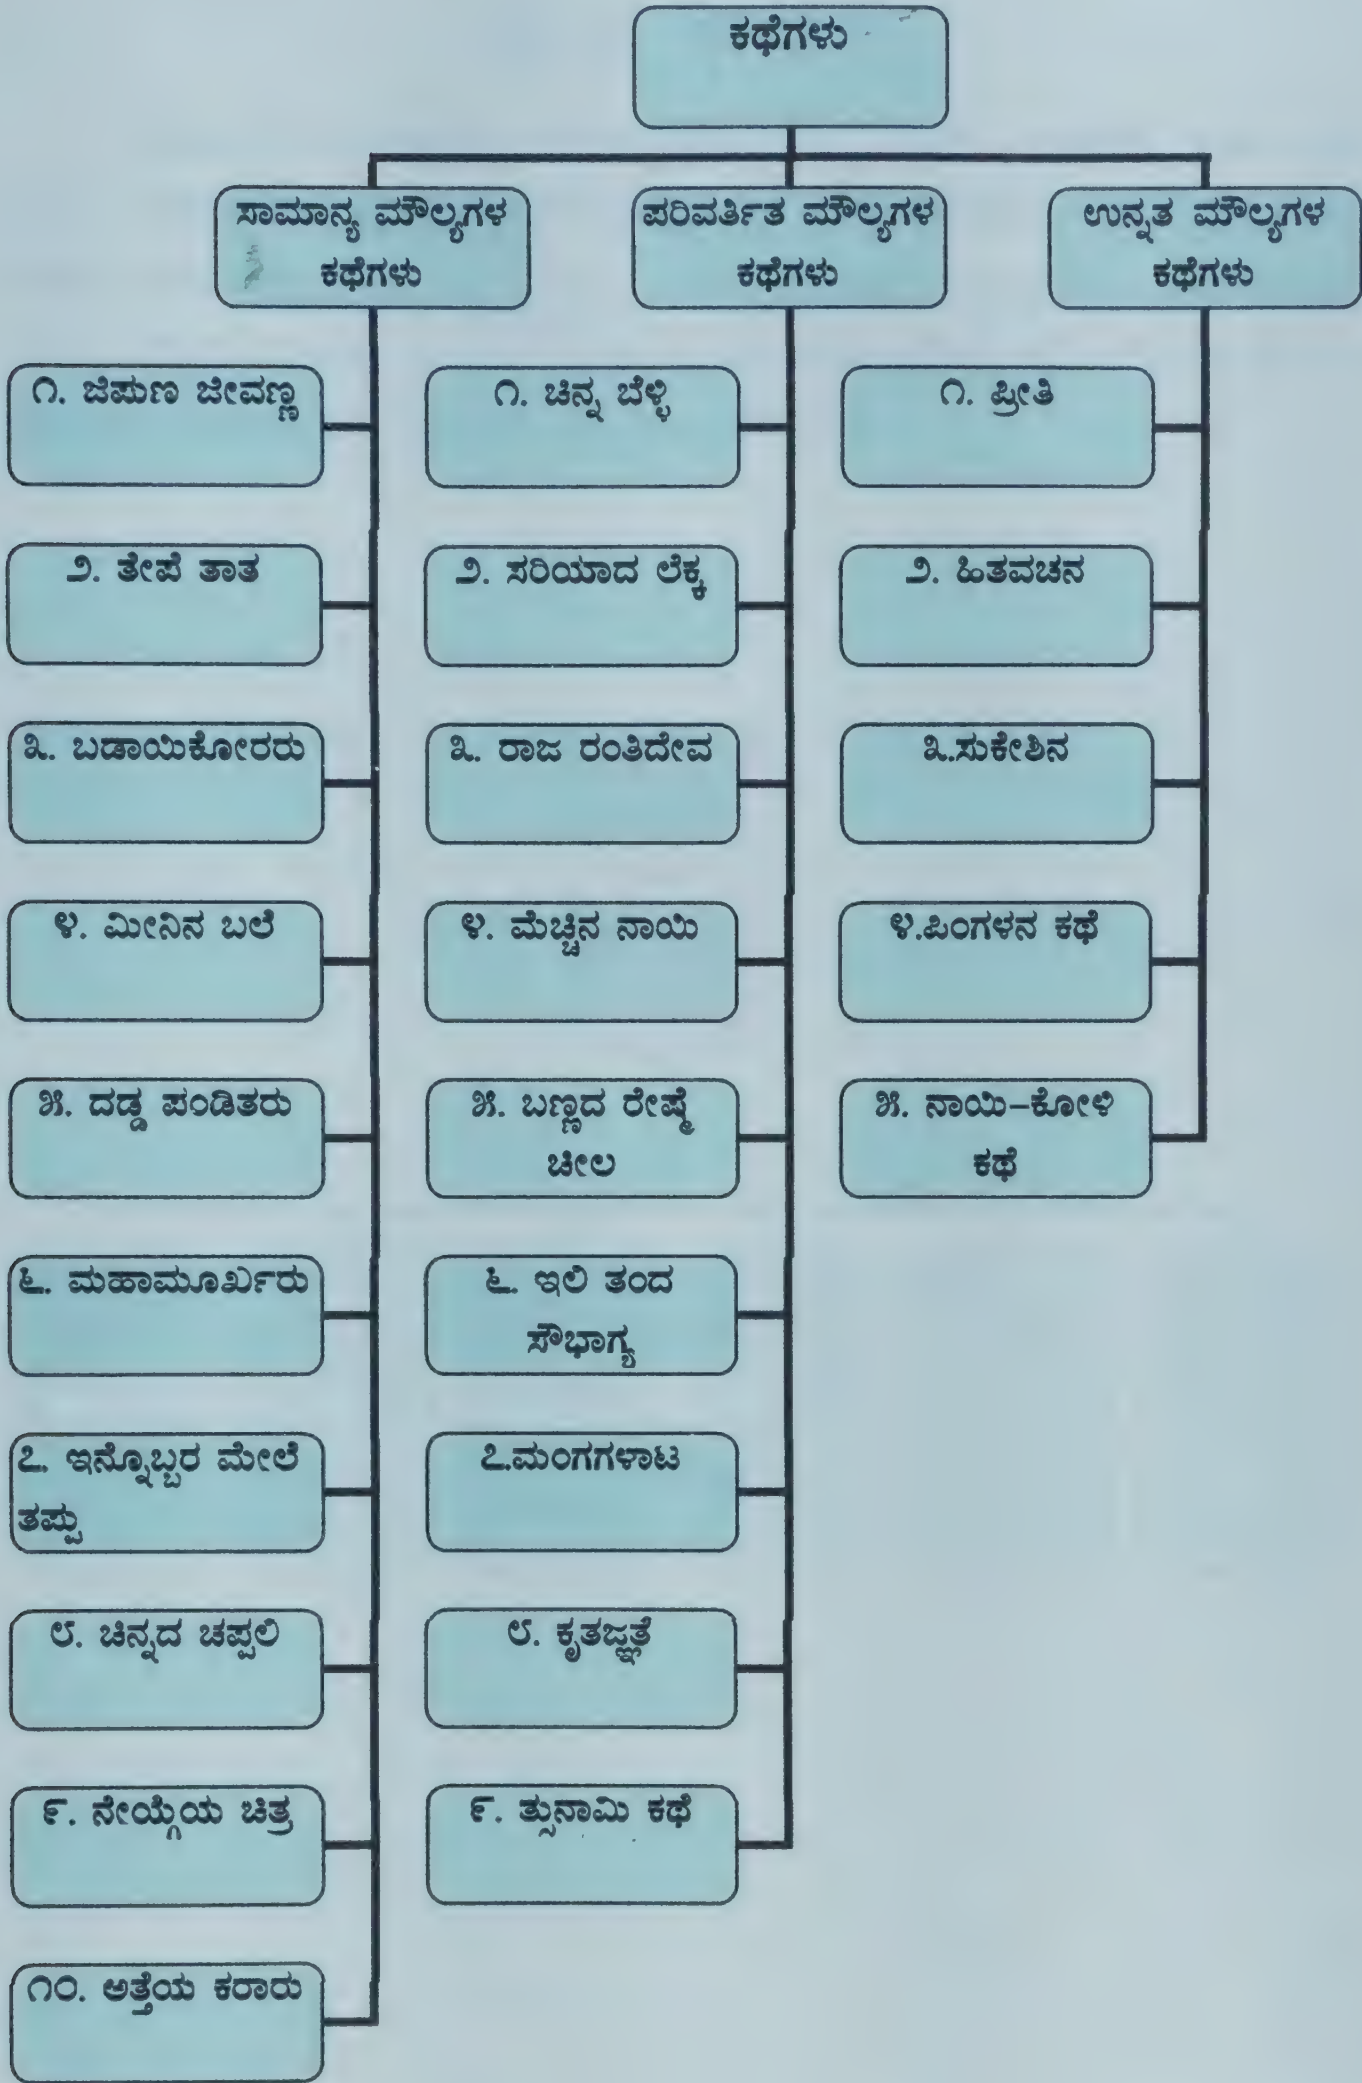 ಕಥೆಗಳು
ಸಾಮಾನ್ಯ ಮೌಲ್ಯಗಳ
ಕಥೆಗಳು
೧. ಜಿಪುಣ ಜೀವಣ್ಣ
೨. ತೇಪೆ ತಾತ
೩. ಬಡಾಯಿಕೋರರು
೪. ಮೀನಿನ ಬಲೆ
೫. ದಡ್ಡ ಪಂಡಿತರು
೬. ಮಹಾಮೂರ್ಖರು
೭. ಇನ್ನೊಬ್ಬರ ಮೇಲೆ
ತಪ್ಪು
೮. ಚಿನ್ನದ ಚಪ್ಪಲಿ
೯. ನೇಯ್ಗೆಯ ಚಿತ್ರ
೧೦. ಅತ್ತೆಯ ಕರಾರು
ಪರಿವರ್ತಿತ ಮೌಲ್ಯಗಳ
ಕಥೆಗಳು
೧. ಚಿನ್ನ ಬೆಳ್ಳಿ
೨. ಸರಿಯಾದ ಲೆಕ್ಕ
೩. ರಾಜ ರಂತಿದೇವ
೪. ಮೆಚ್ಚಿನ ನಾಯಿ
೫. ಬಣ್ಣದ ರೇಷ್ಮೆ
ಚೀಲ
೬. ಇಲಿ ತಂದ
ಸೌಭಾಗ್ಯ
೭.ಮಂಗಗಳಾಟ
೮. ಕೃತಜ್ಞತೆ
೯. ತ್ಸುನಾಮಿ ಕಥೆ
ಉನ್ನತ ಮೌಲ್ಯಗಳ
ಕಥೆಗಳು
೧. ಪ್ರೀತಿ
೨. ಹಿತವಚನ
೩.ಸುಕೇಶಿನ
೪.ಪಿಂಗಳನ ಕಥೆ
೫. ನಾಯಿ-ಕೋಳಿ
ಕಥೆ